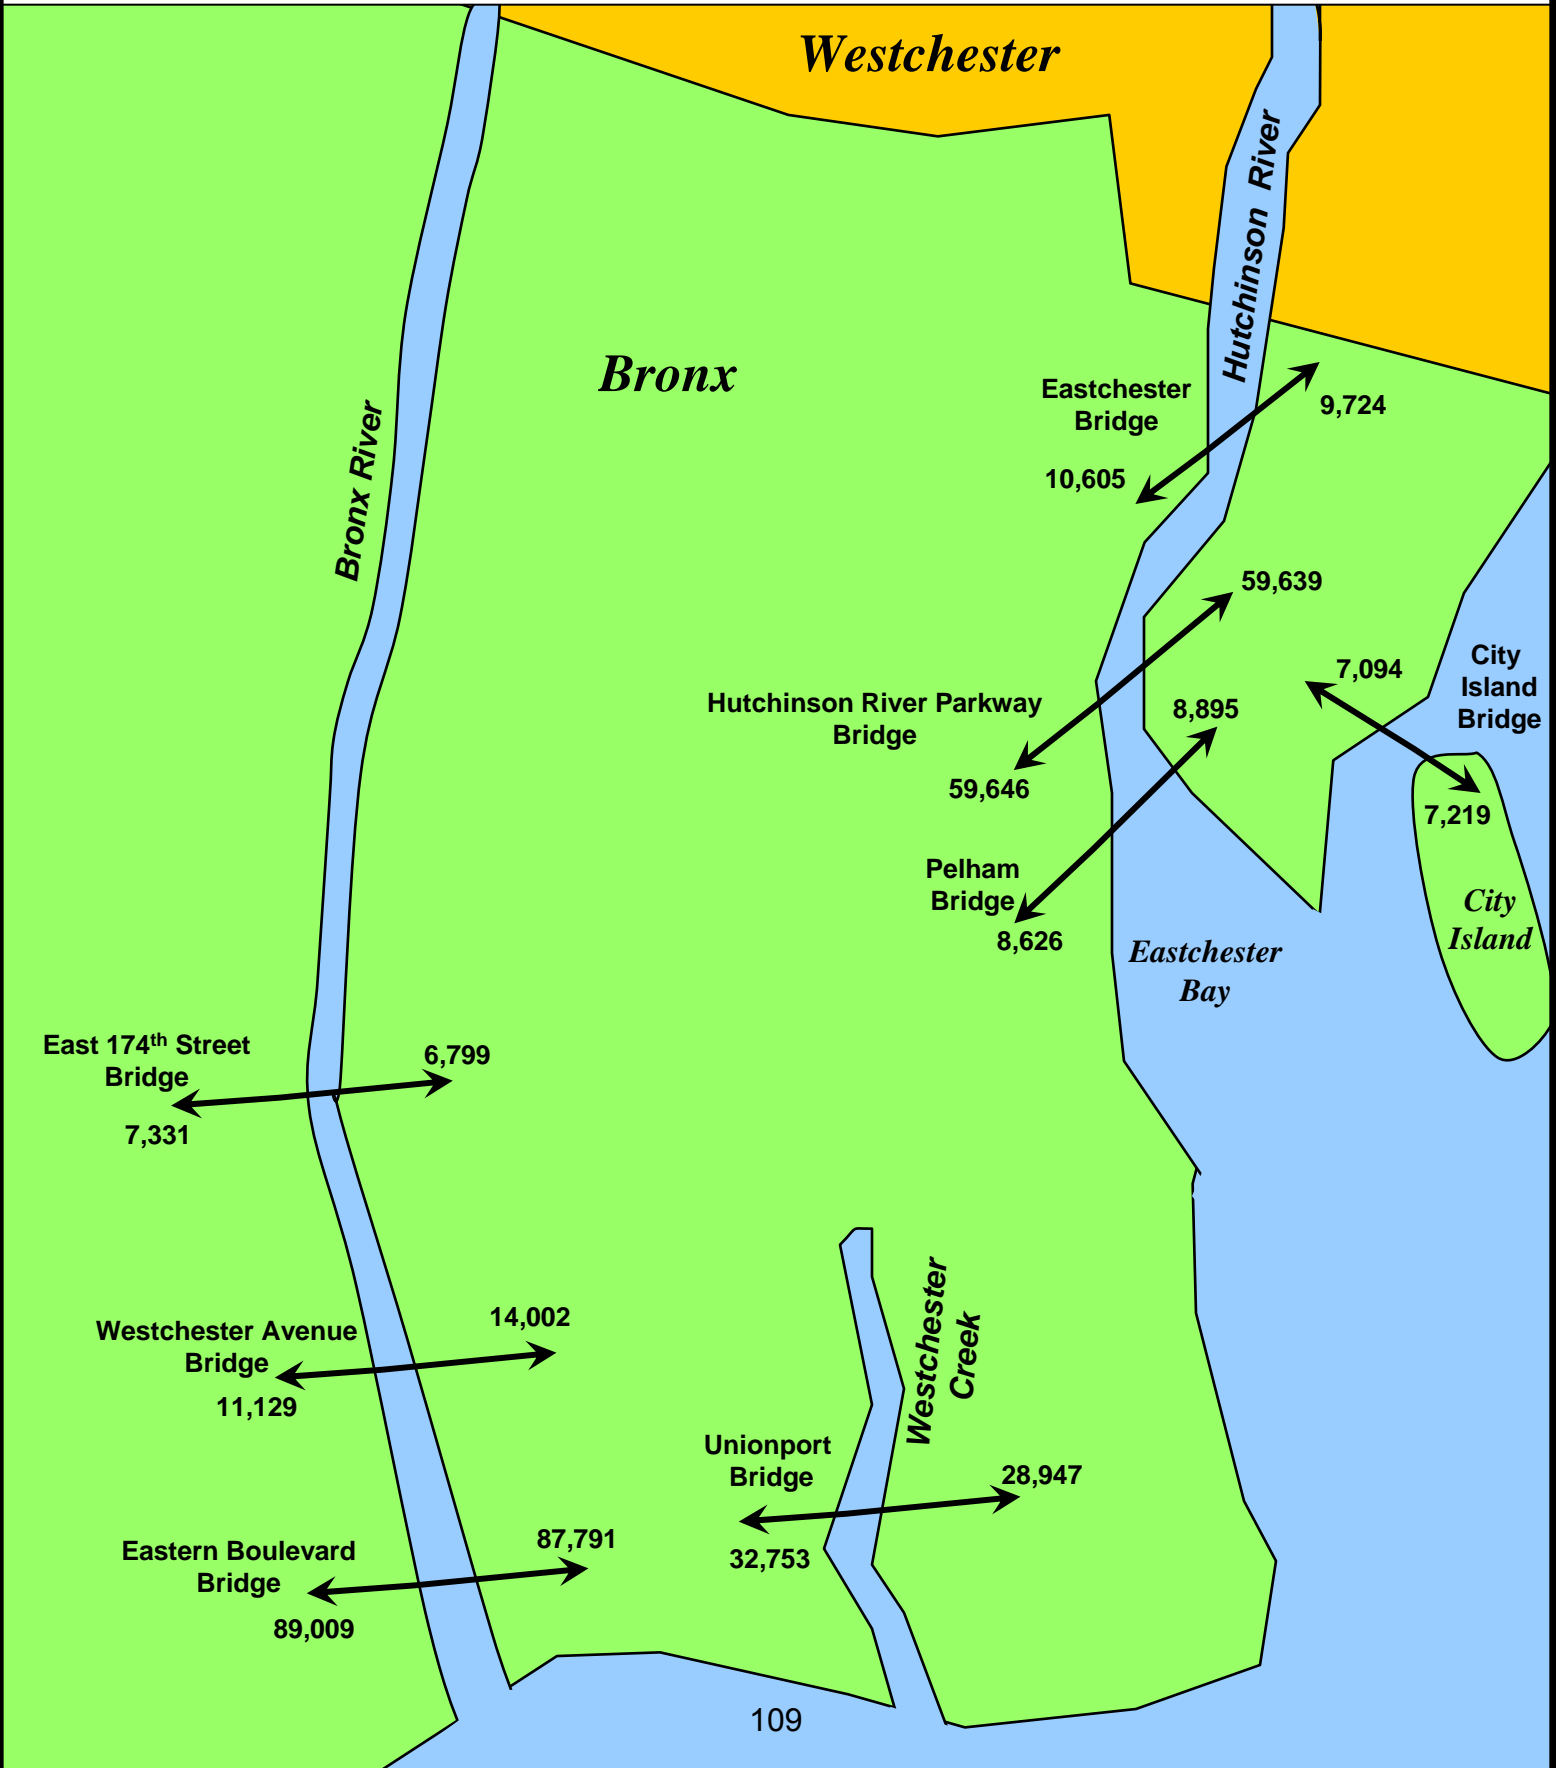 Westchester
Hutchinson River
Bronx
Bronx River
Eastchester
Bridge
9,724
10,605
59,639
Hutchinson River Parkway
Bridge
59,646
7,094
City
Island
Bridge
8,895
7,219
Pelham
Bridge
8,626
City
Island
Eastchester
Bay
East 174th Street
Bridge
6,799
7,331
Westchester Avenue
Bridge
14,002
11,129
Westchester
Creek
Unionport
Bridge
28,947
32,753
Eastern Boulevard
Bridge
87,791
89,009
109